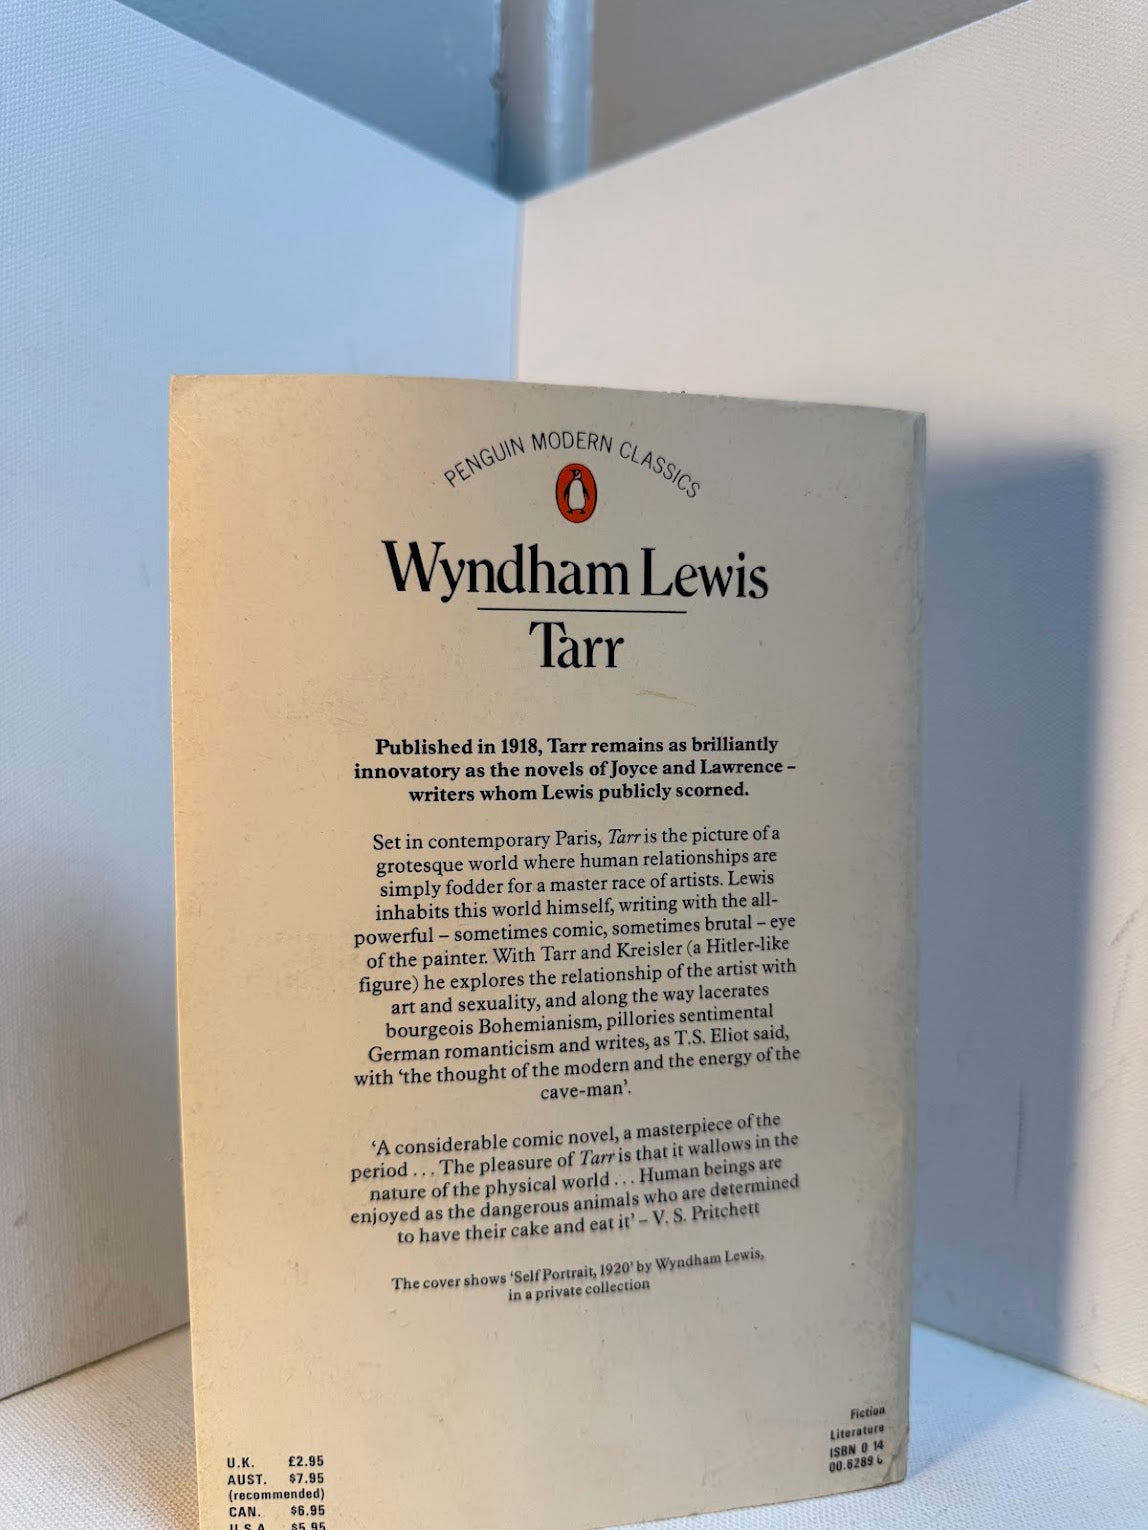 PENGUIN MODERN CLASSICS
Wyndham Lewis
Tarr
Published in 1918, Tarr remains as brilliantly
innovatory as the novels of Joyce and Lawrence –
writers whom Lewis publicly scorned.
Set in contemporary Paris, Tarr is the picture of a
grotesque world where human relationships are
simply fodder for a master race of artists. Lewis
inhabits this world himself, writing with the all-
powerful – sometimes comic, sometimes brutal – eye
of the painter. With Tarr and Kreisler (a Hitler-like
figure) he explores the relationship of the artist with
art and sexuality, and along the way lacerates
bourgeois Bohemianism, pillories sentimental
German romanticism and writes, as T.S. Eliot said,
with ‘the thought of the modern and the energy of the
cave-man’.
‘A considerable comic novel, a masterpiece of the
period ... The pleasure of Tarr is that it wallows in the
nature of the physical world ... Human beings are
enjoyed as the dangerous animals who are determined
to have their cake and eat it’ – V. S. Pritchett
The cover shows ‘Self Portrait, 1920’ by Wyndham Lewis,
in a private collection
Fiction
Literature
ISBN 0 14
00.6289
U.K. £2.95
AUST. $7.95
(recommended)
CAN. $6.95
U.S.A. $5.95